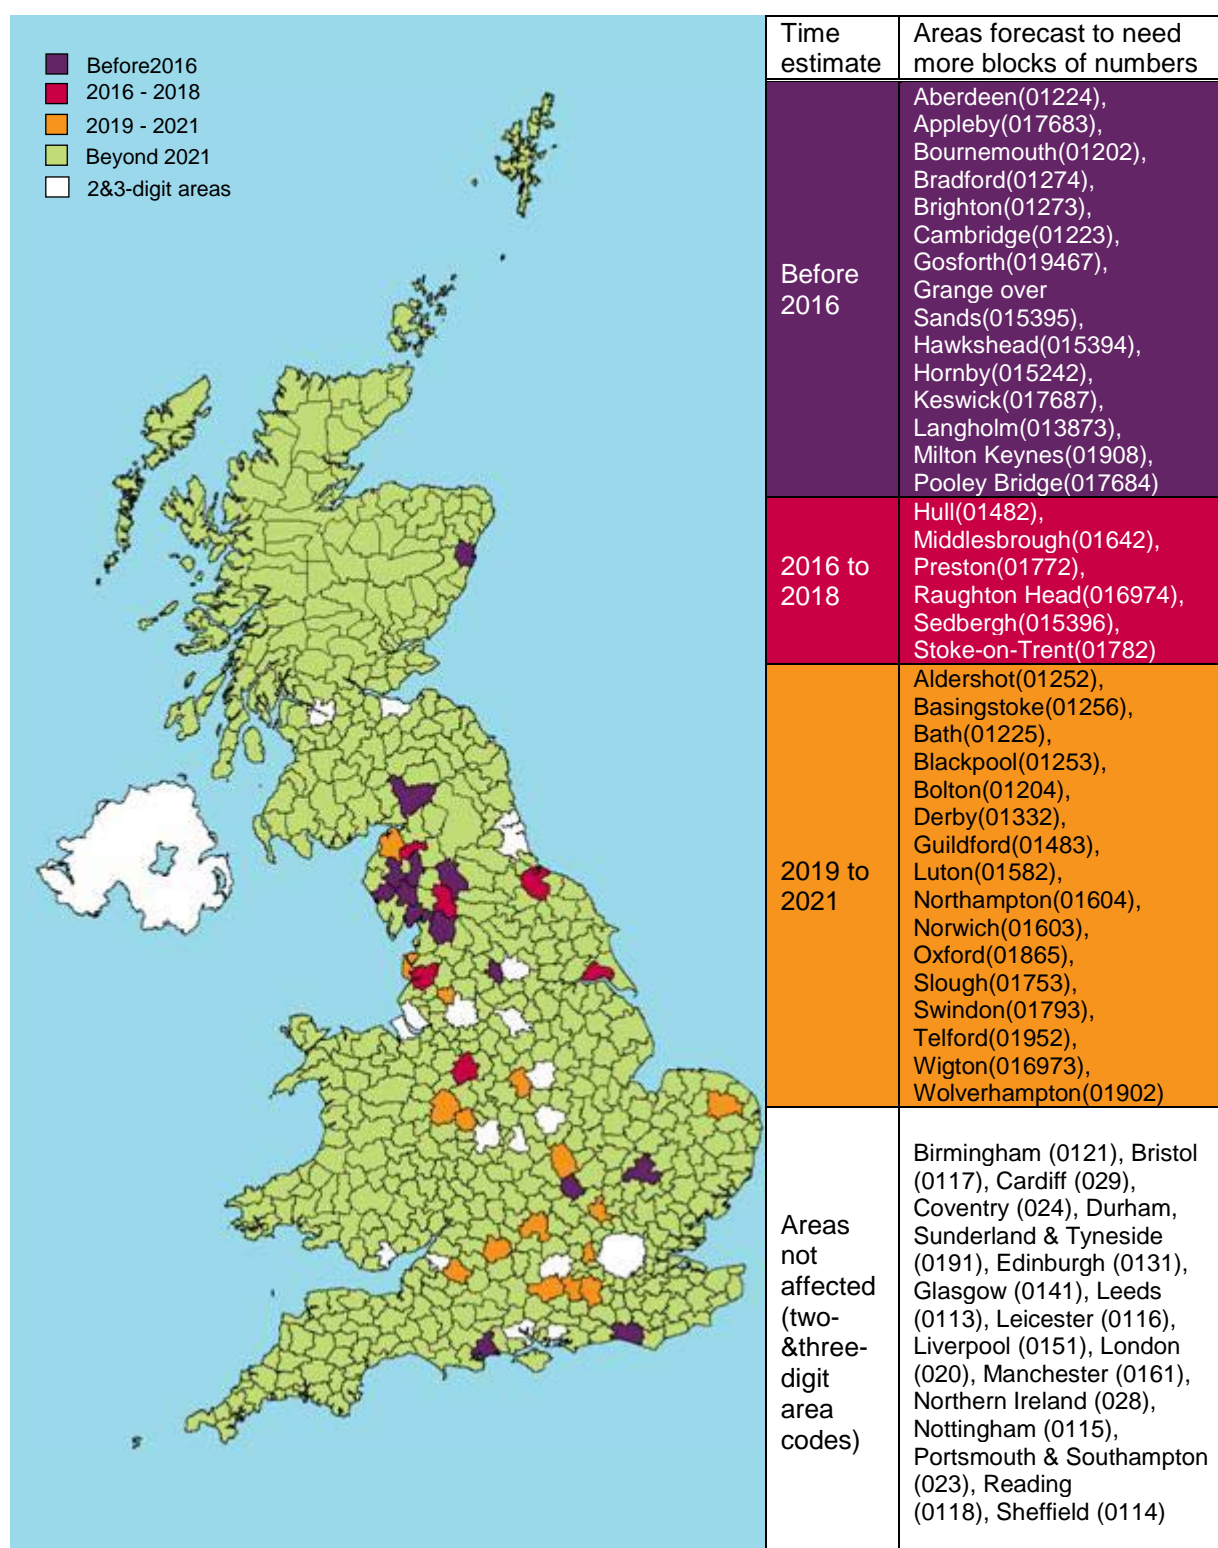 Before2016
2016 - 2018
2019 - 2021
Beyond 2021
2&3-digit areas
Time
estimate
Areas forecast to need
more blocks of numbers
Before
2016
Aberdeen(01224),
Appleby(017683),
Bournemouth(01202),
Bradford(01274),
Brighton(01273),
Cambridge(01223),
Gosforth(019467),
Grange over
Sands(015395),
Hawkshead(015394),
Hornby(015242),
Keswick(017687),
Langholm(013873),
Milton Keynes(01908),
Pooley Bridge(017684)
2016 to
2018
Hull(01482),
Middlesbrough(01642),
Preston(01772),
Raughton Head(016974),
Sedbergh(015396),
Stoke-on-Trent(01782)
2019 to
2021
Aldershot(01252),
Basingstoke(01256),
Bath(01225),
Blackpool(01253),
Bolton(01204),
Derby(01332),
Guildford(01483),
Luton(01582),
Northampton(01604),
Norwich(01603),
Oxford(01865),
Slough(01753),
Swindon(01793),
Telford(01952),
Wigton(016973),
Wolverhampton(01902)
Areas
not
affected
(two-
&three-
digit
area
codes)
Birmingham (0121), Bristol
(0117), Cardiff (029),
Coventry (024), Durham,
Sunderland & Tyneside
(0191), Edinburgh (0131),
Glasgow (0141), Leeds
(0113), Leicester (0116),
Liverpool (0151), London
(020), Manchester (0161),
Northern Ireland (028),
Nottingham (0115),
Portsmouth & Southampton
(023), Reading
(0118), Sheffield (0114)